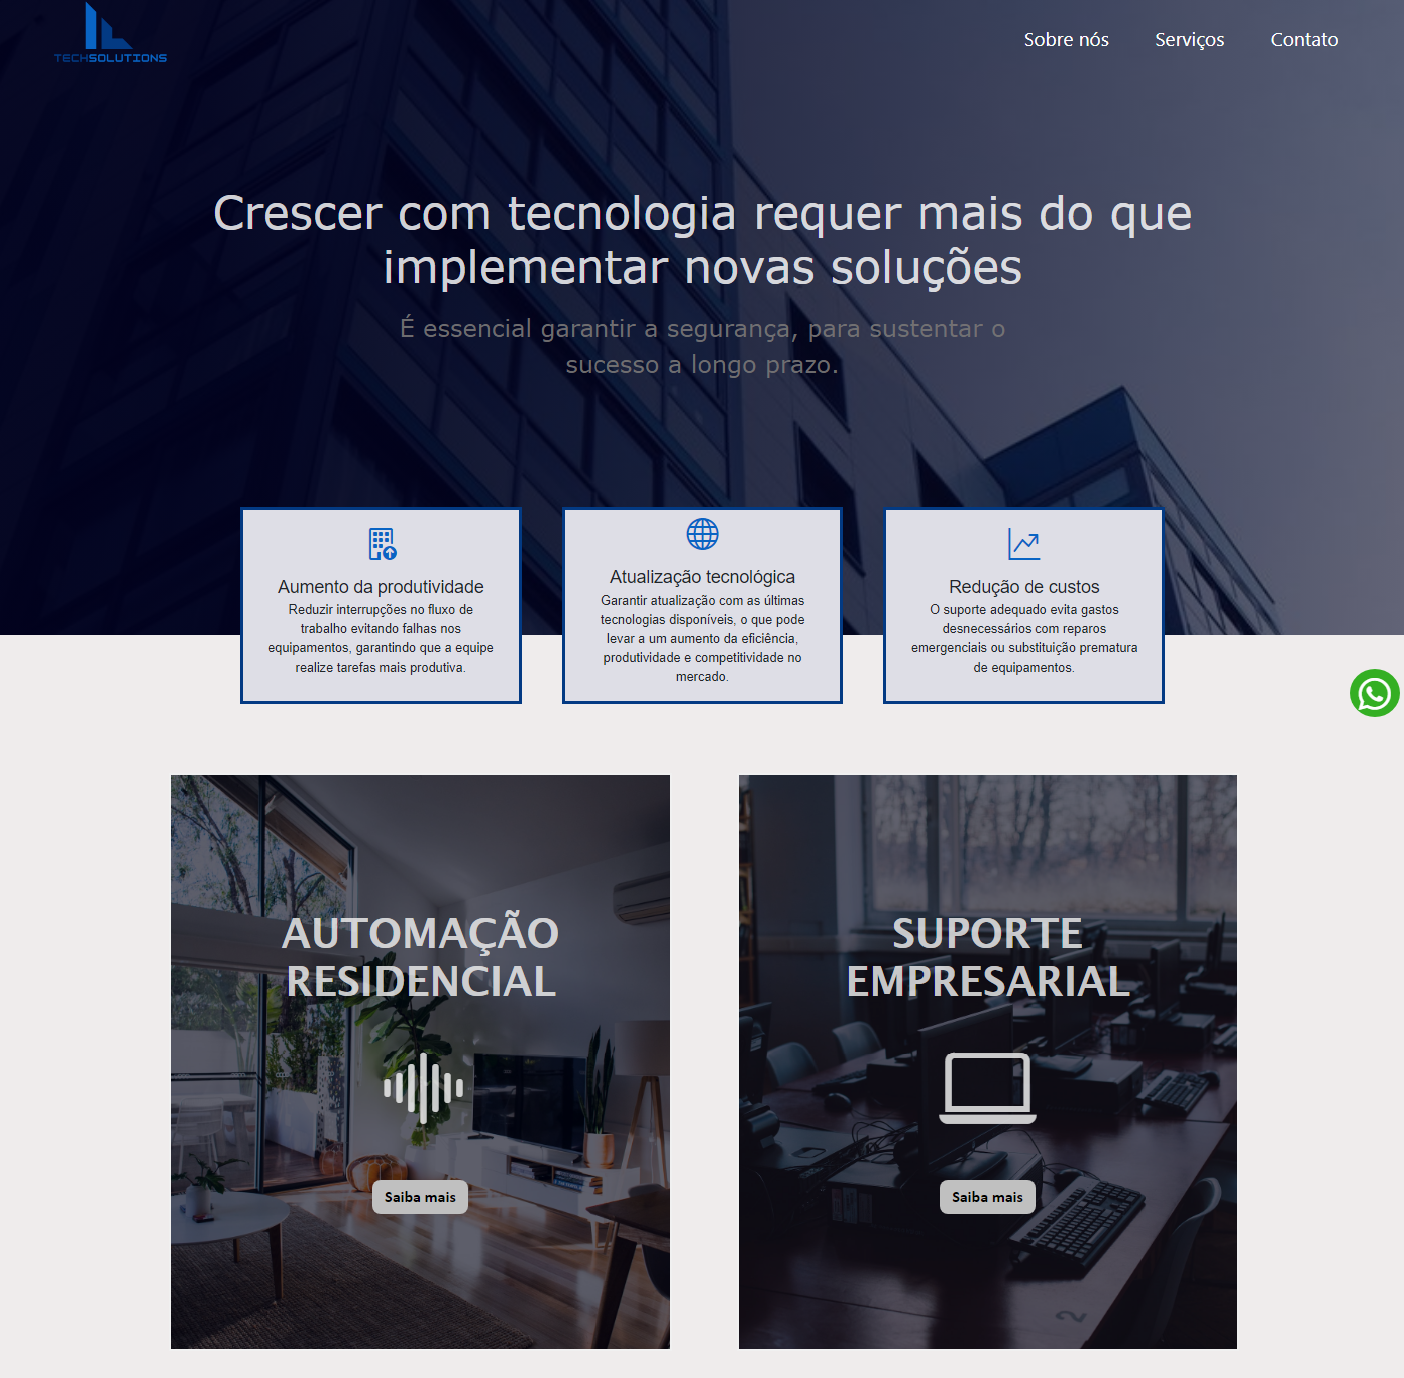 TECHSOLUTIONS
Sobre nós
Serviços
Contato
Crescer com tecnologia requer mais do que
implementar novas soluções
É essencial garantir a segurança, para sustentar o
sucesso a longo prazo.
Aumento da produtividade
Reduzir interrupções no fluxo de
trabalho evitando falhas nos
equipamentos, garantindo que a equipe
realize tarefas mais produtiva.
Atualização tecnológica
Garantir atualização com as últimas
tecnologias disponíveis, o que pode
levar a um aumento da eficiência,
produtividade e competitividade no
mercado.
Redução de custos
O suporte adequado evita gastos
desnecessários com reparos
emergenciais ou substituição prematura
de equipamentos.
AUTOMAÇÃO
RESIDENCIAL
Saiba mais
SUPORTE
EMPRESARIAL
Saiba mais
2